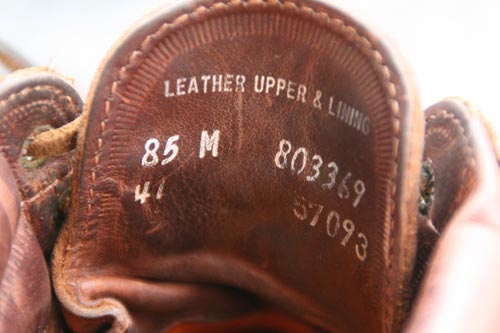 LEATHER UPPER & LINING
85 M 803369
41 57093